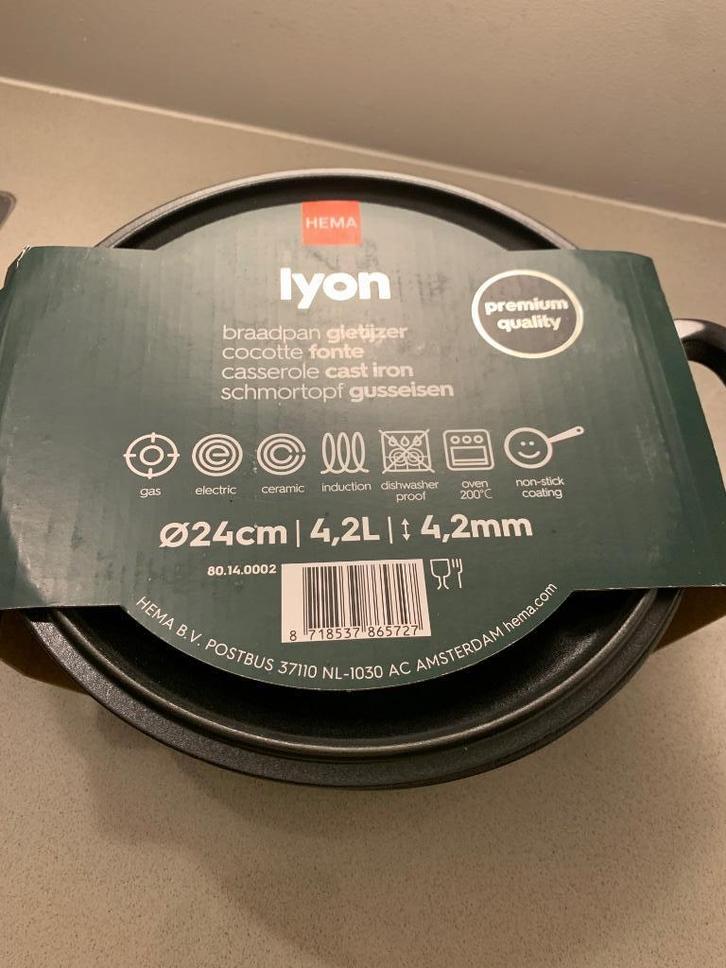 HEMA
lyon
premium
quality
braadpan gietijzer
cocotte fonte
casserole cast iron
schmortopf gusseisen
gas
electric
ceramic
induction
dishwasher
proof
oven
200°C
non-stick
coating
Ø24cm | 4,2L | ↕ 4,2mm
80.14.0002
8 718537 865727
HEMA B.V. POSTBUS 37110 NL-1030 AC AMSTERDAM hema.com